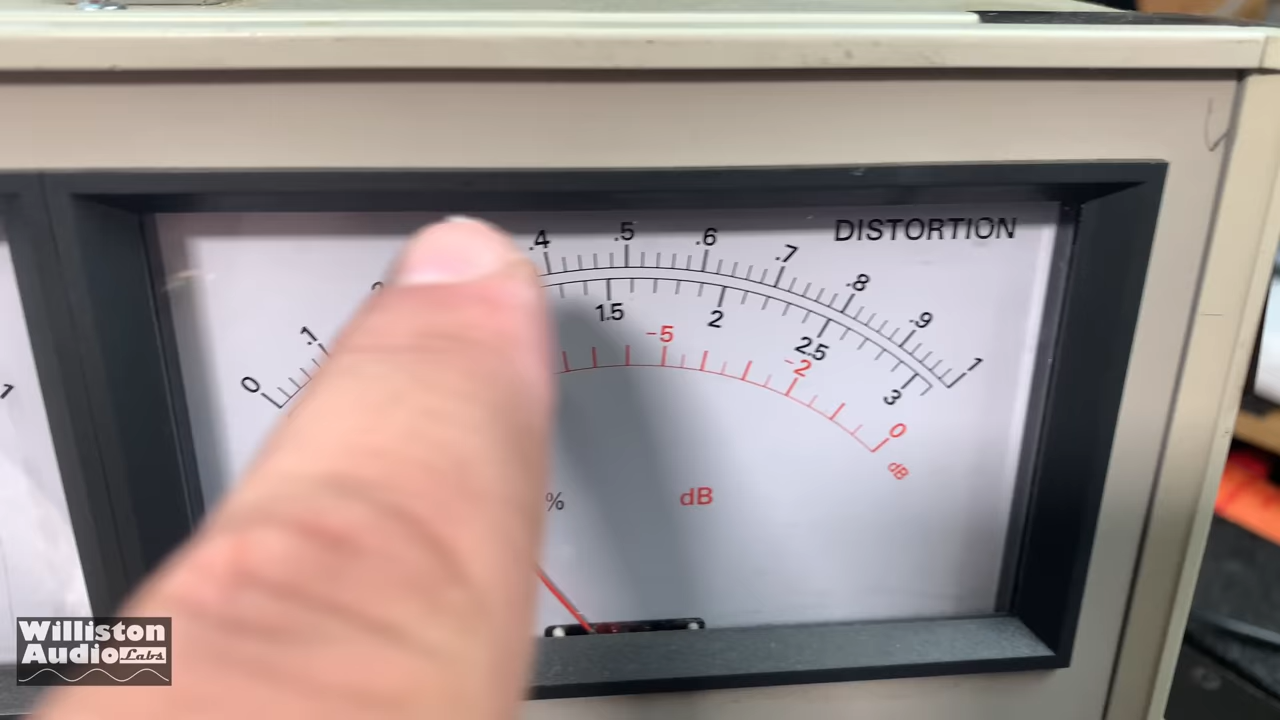 DISTORTION
.4 .5 .6 .7 .8 .9 1
0 .1
1.5 2 2.5 3
-5 -2 0
dB
% dB
1
Williston
Audio Labs